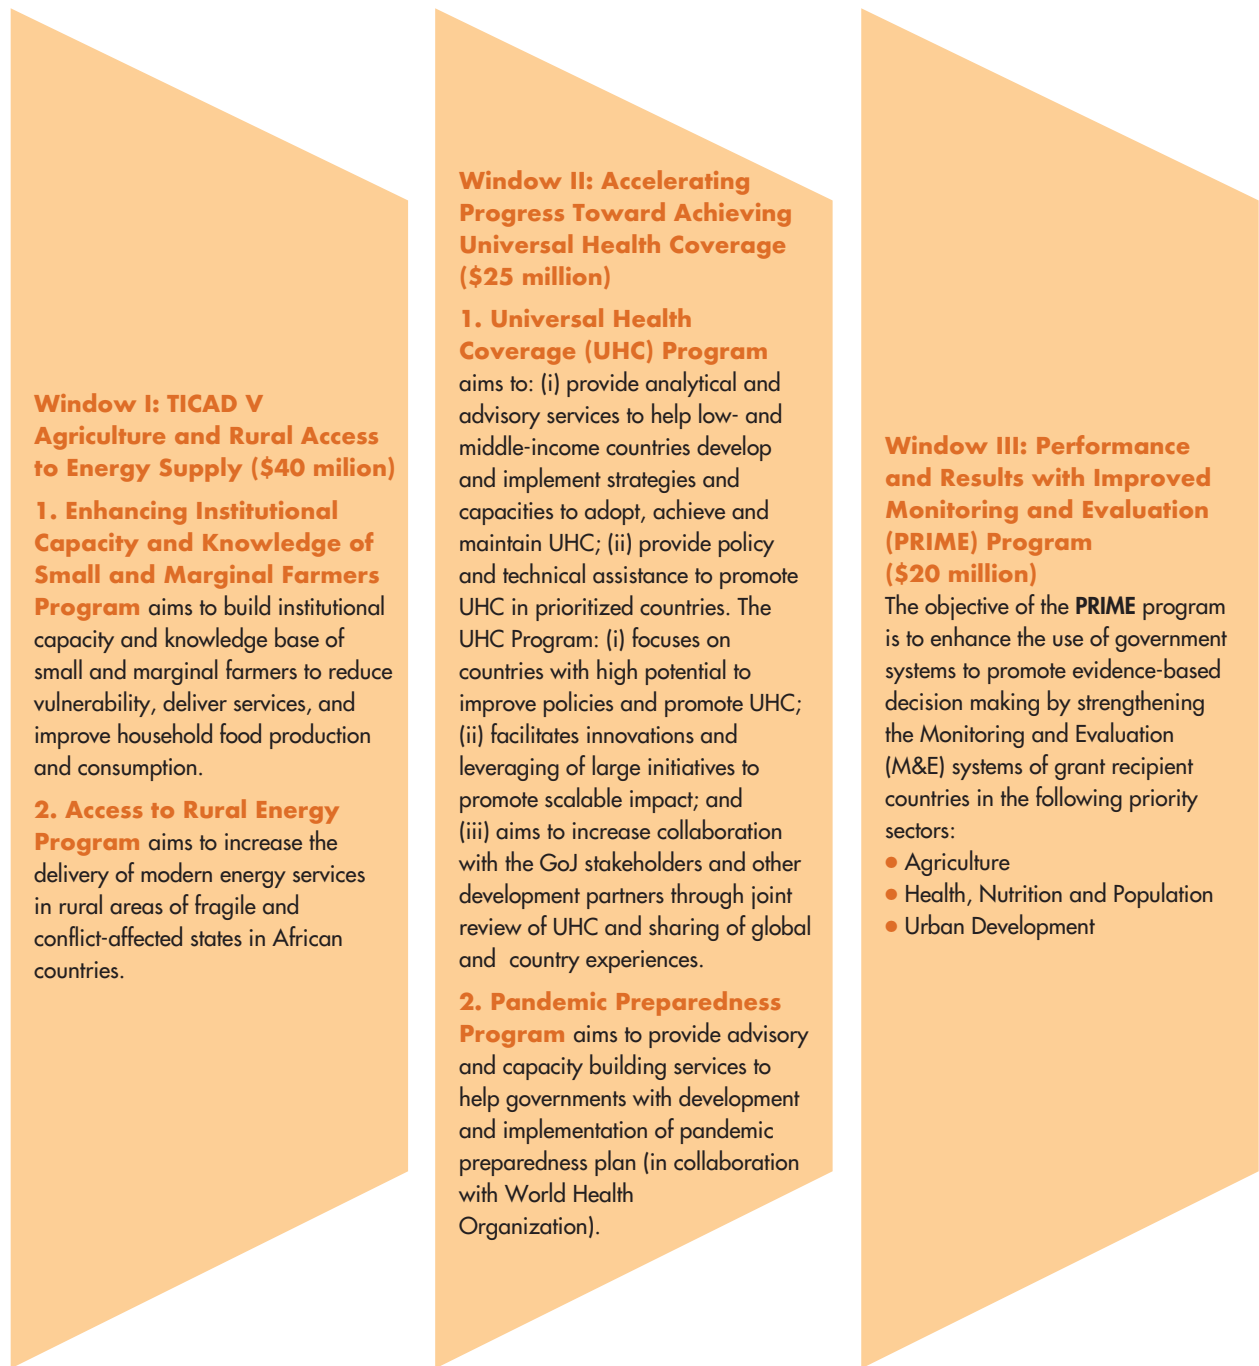 Window I: TICAD V
Agriculture and Rural Access
to Energy Supply ($40 milion)
1. Enhancing Institutional
Capacity and Knowledge of
Small and Marginal Farmers
Program aims to build institutional
capacity and knowledge base of
small and marginal farmers to reduce
vulnerability, deliver services, and
improve household food production
and consumption.
2. Access to Rural Energy
Program aims to increase the
delivery of modern energy services
in rural areas of fragile and
conflict-affected states in African
countries.
Window II: Accelerating
Progress Toward Achieving
Universal Health Coverage
($25 million)
1. Universal Health
Coverage (UHC) Program
aims to: (i) provide analytical and
advisory services to help low- and
middle-income countries develop
and implement strategies and
capacities to adopt, achieve and
maintain UHC; (ii) provide policy
and technical assistance to promote
UHC in prioritized countries. The
UHC Program: (i) focuses on
countries with high potential to
improve policies and promote UHC;
(ii) facilitates innovations and
leveraging of large initiatives to
promote scalable impact; and
(iii) aims to increase collaboration
with the GoJ stakeholders and other
development partners through joint
review of UHC and sharing of global
and country experiences.
2. Pandemic Preparedness
Program aims to provide advisory
and capacity building services to
help governments with development
and implementation of pandemic
preparedness plan (in collaboration
with World Health
Organization).
Window III: Performance
and Results with Improved
Monitoring and Evaluation
(PRIME) Program
($20 million)
The objective of the PRIME program
is to enhance the use of government
systems to promote evidence-based
decision making by strengthening
the Monitoring and Evaluation
(M&E) systems of grant recipient
countries in the following priority
sectors:
● Agriculture
● Health, Nutrition and Population
● Urban Development